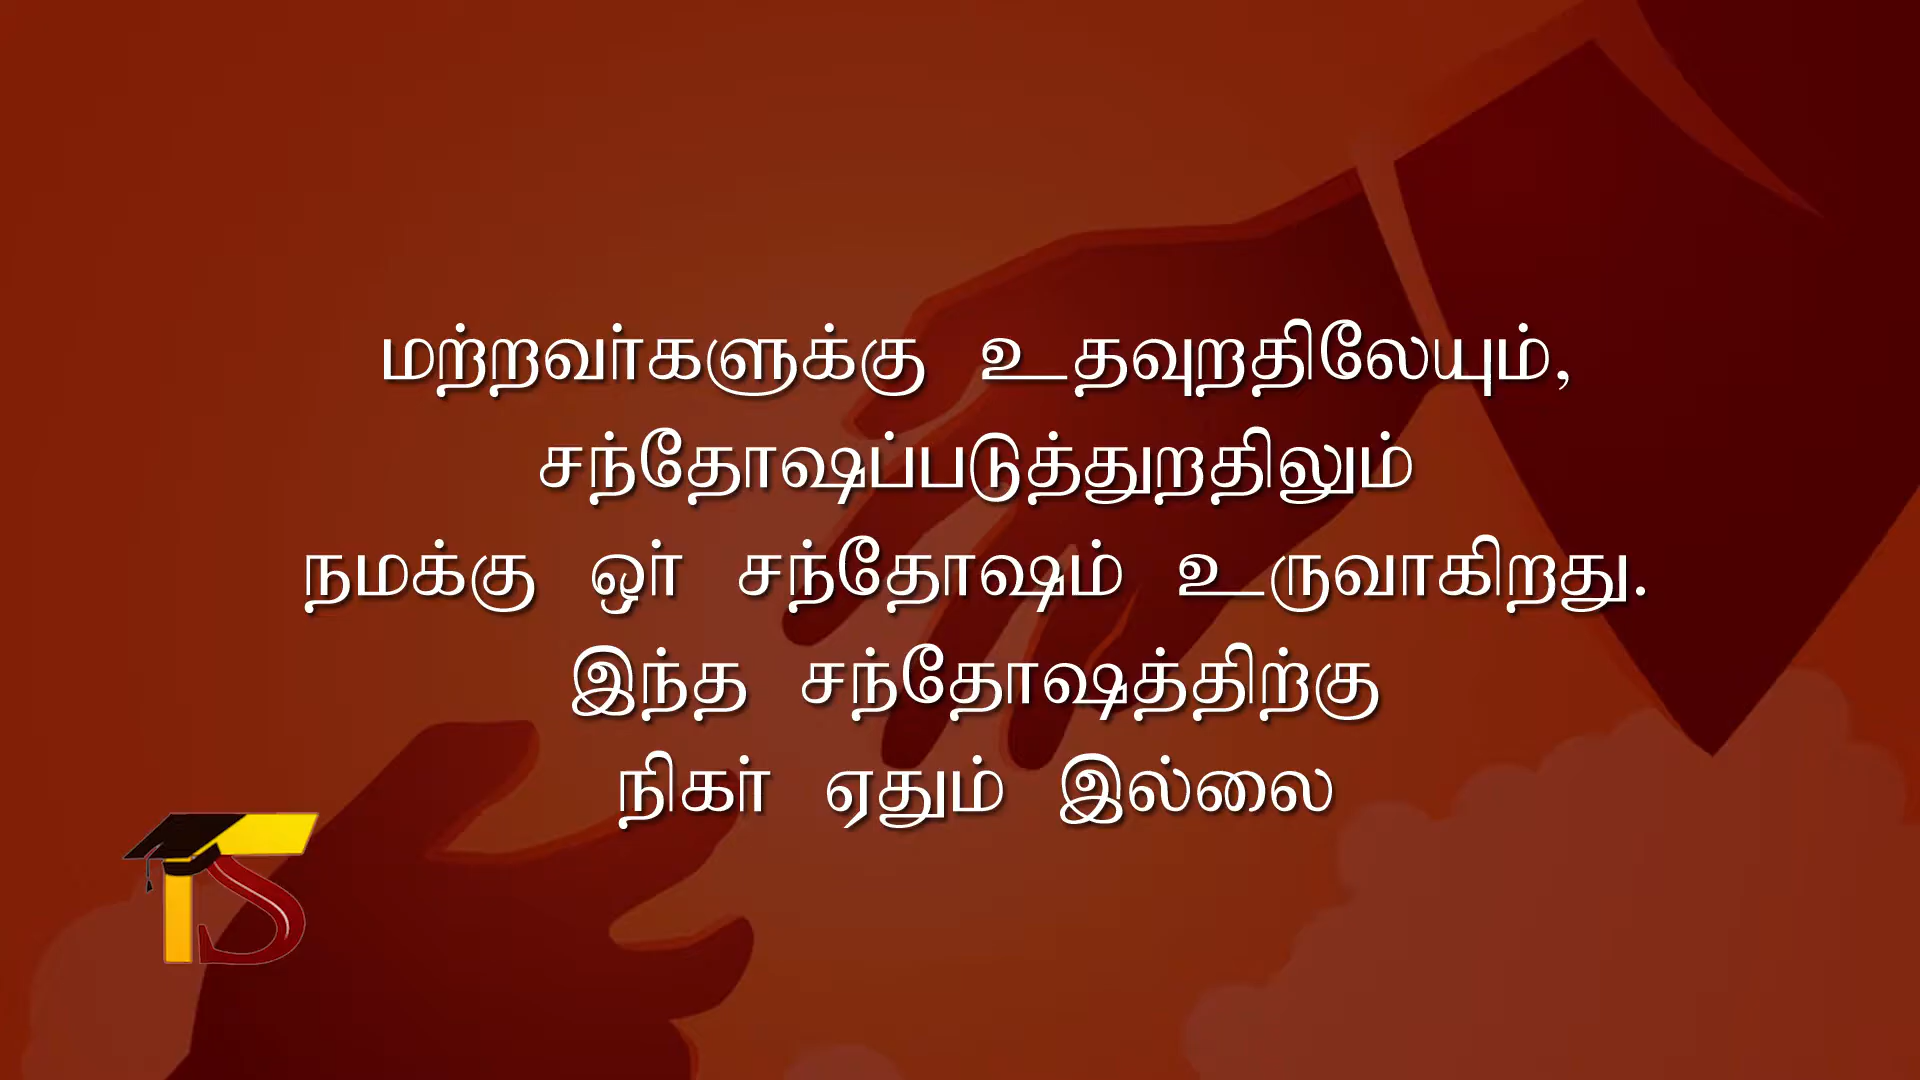 மற்றவர்களுக்கு உதவுறதிலேயும்,
சந்தோஷப்படுத்துறதிலும்
நமக்கு ஓர் சந்தோஷம் உருவாகிறது.
இந்த சந்தோஷத்திற்கு
நிகர் ஏதும் இல்லை
TS